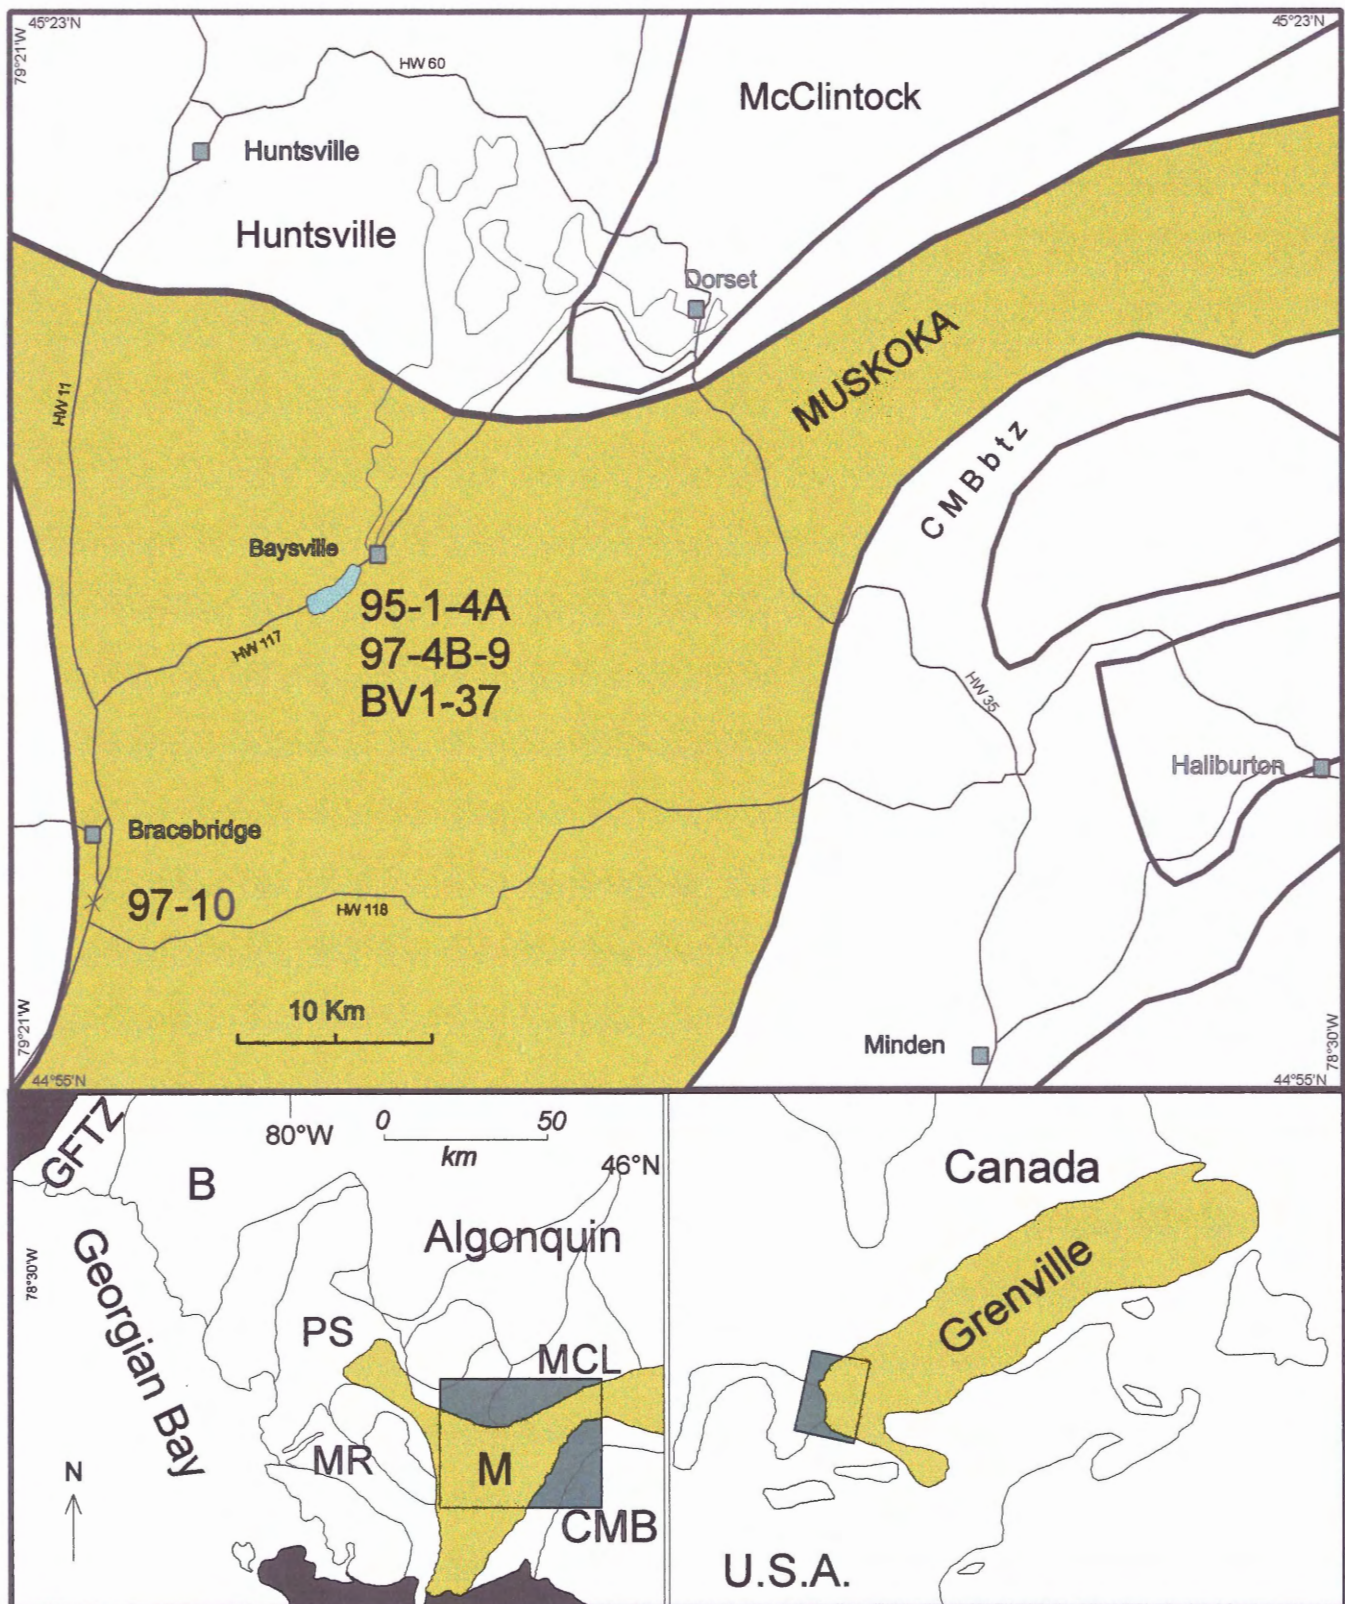 45°23'N
45°23'N
79°21'W
HW 60
McClintock
Huntsville
Huntsville
Dorset
MUSKOKA
HW 11
CMBbtz
Baysville
95-1-4A
97-4B-9
BV1-37
HW 117
HW 35
Haliburton
Bracebridge
97-10
HW 118
10 Km
79°21'W
Minden
78°30'W
44°55'N
44°55'N
GFTZ
80°W
0
50
km
46°N
B
Algonquin
78°30'W
Georgian Bay
PS
MCL
MR
M
N
CMB
Canada
Grenville
U.S.A.